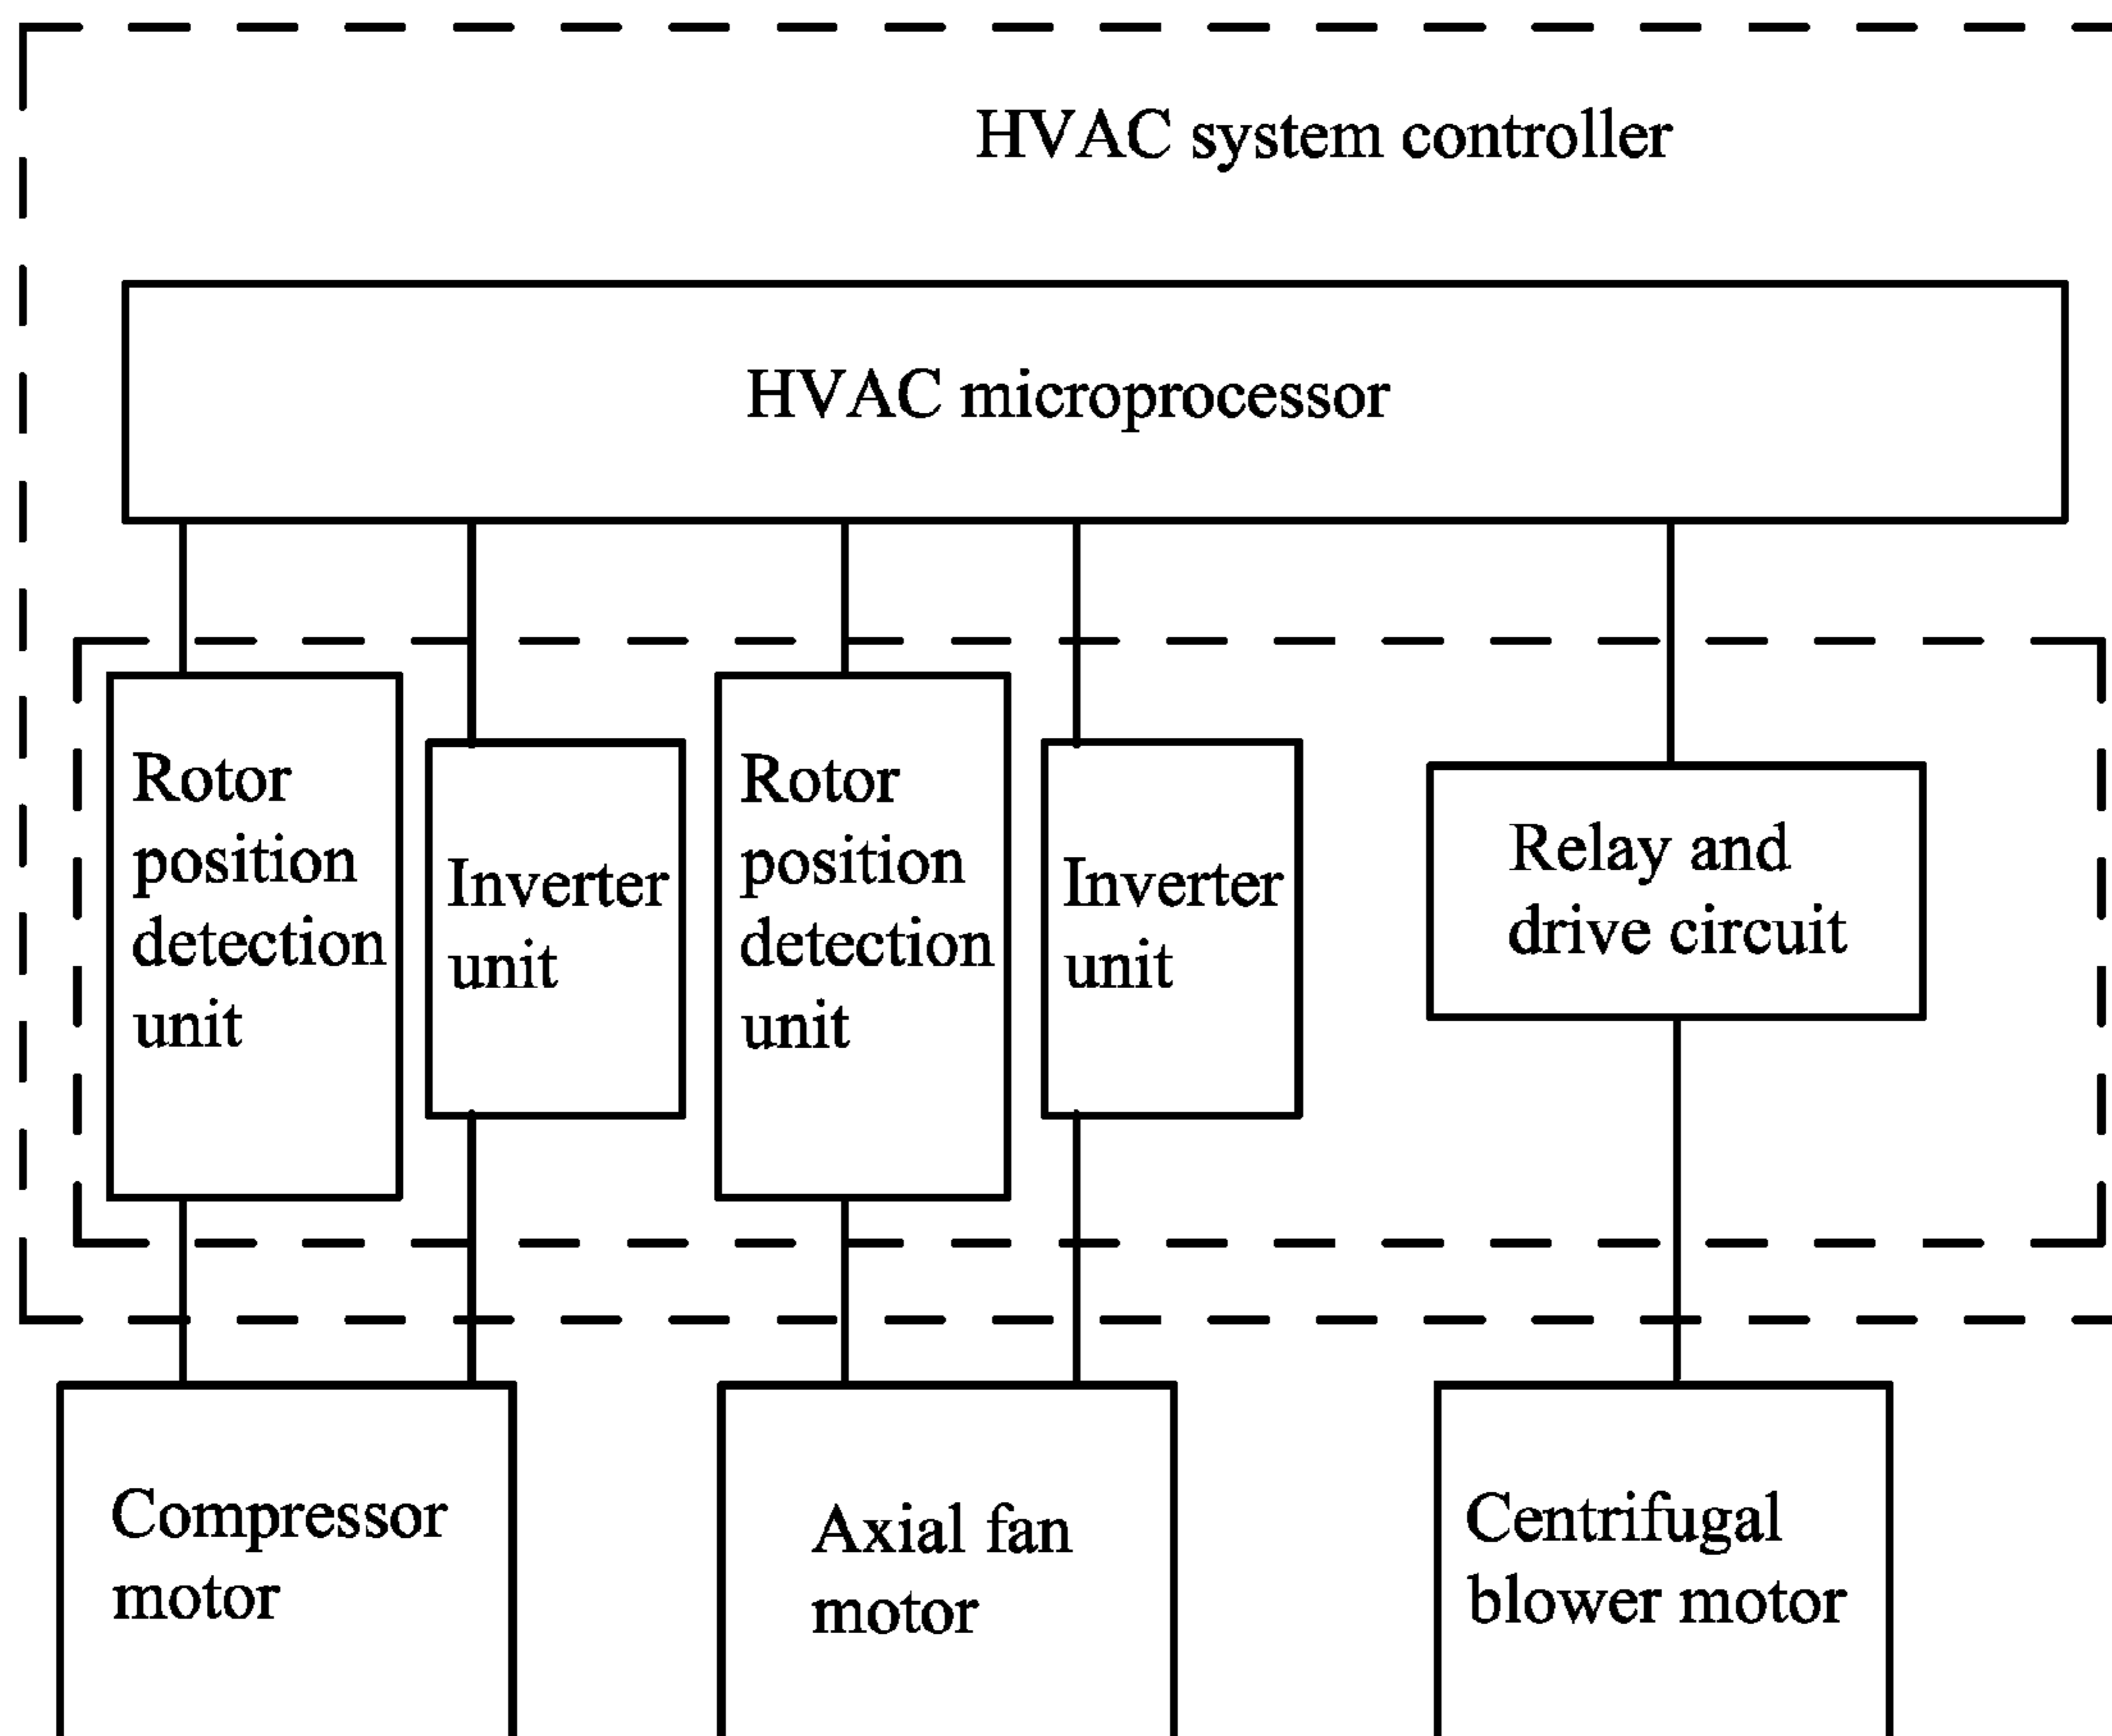 HVAC system controller
HVAC microprocessor
Rotor
position
detection
unit
Inverter
unit
Rotor
position
detection
unit
Inverter
unit
Relay and
drive circuit
Compressor
motor
Axial fan
motor
Centrifugal
blower motor